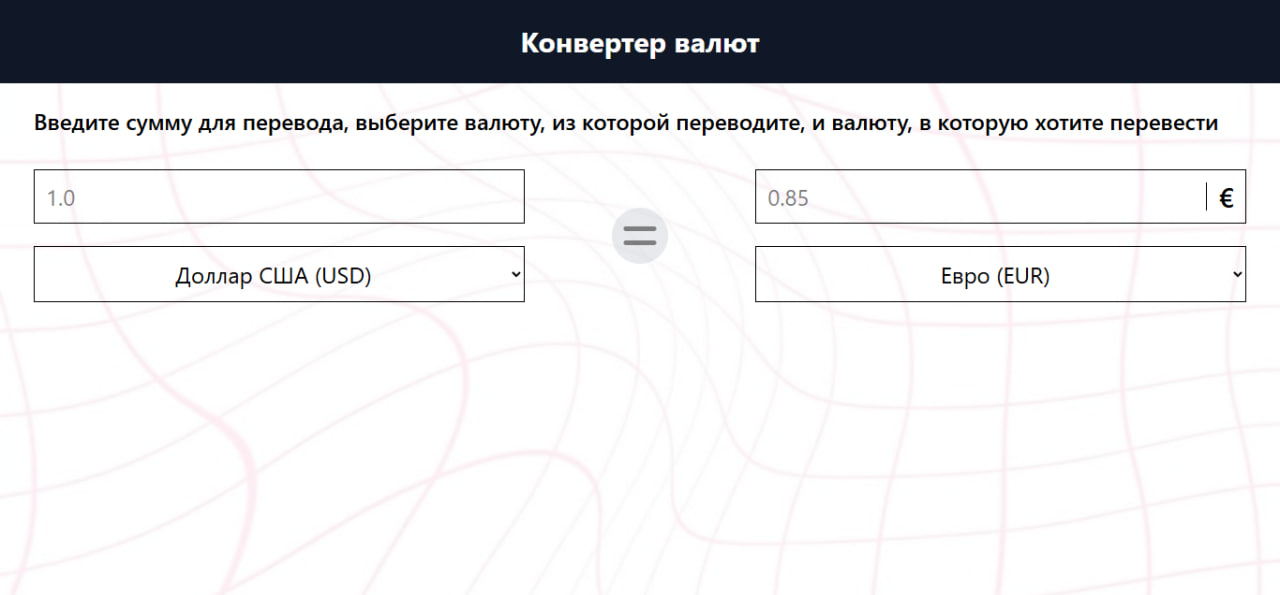 Конвертер валют
Введите сумму для перевода, выберите валюту, из которой переводите, и валюту, в которую хотите перевести
1.0
0.85 €
Доллар США (USD)
Евро (EUR)